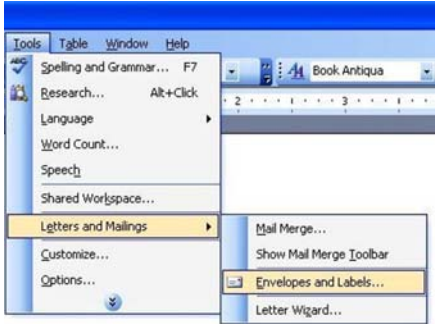 Tools Table Window Help
Spelling and Grammar... F7
Book Antiqua
Research... Alt+Click
2 3
Language
Word Count...
Speech
Shared Workspace...
Letters and Mailings
Mail Merge...
Customize...
Show Mail Merge Toolbar
Options...
Envelopes and Labels...
Letter Wizard...